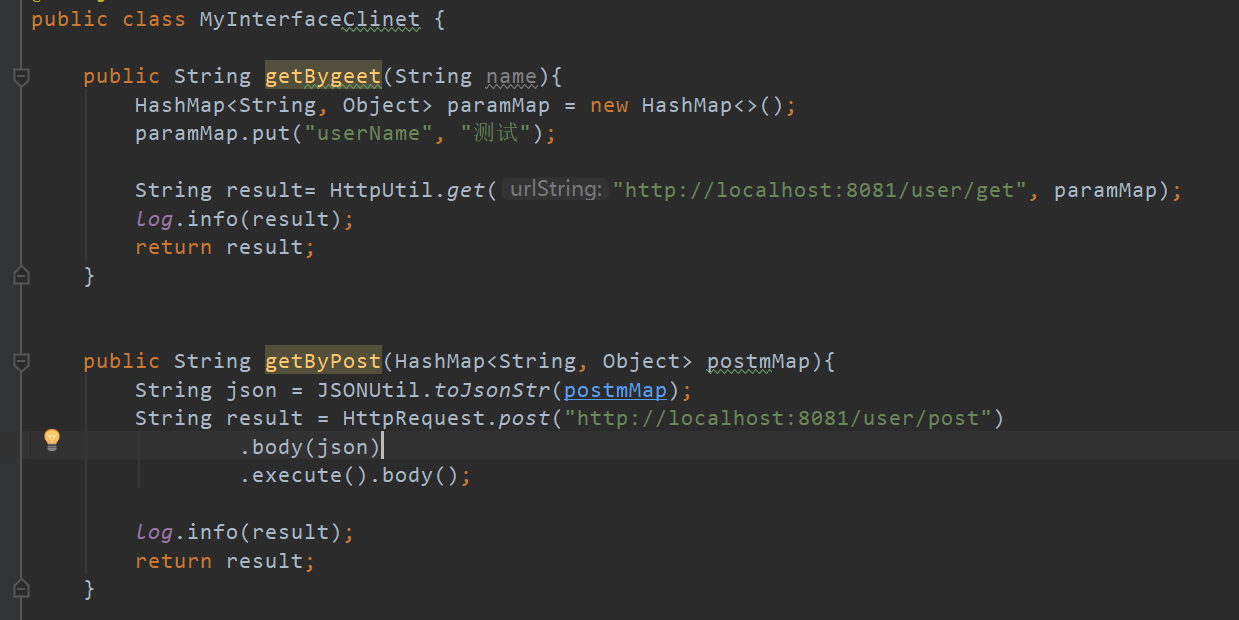 public class MyInterfaceClinet {
public String getBygeet(String name){
HashMap<String, Object> paramMap = new HashMap<>();
paramMap.put("userName", "测试");
String result= HttpUtil.get( urlString: "http://localhost:8081/user/get", paramMap);
log.info(result);
return result;
}
public String getByPost(HashMap<String, Object> postmMap){
String json = JSONUtil.toJsonStr(postmMap);
String result = HttpRequest.post("http://localhost:8081/user/post")
.body(json)
.execute().body();
log.info(result);
return result;
}